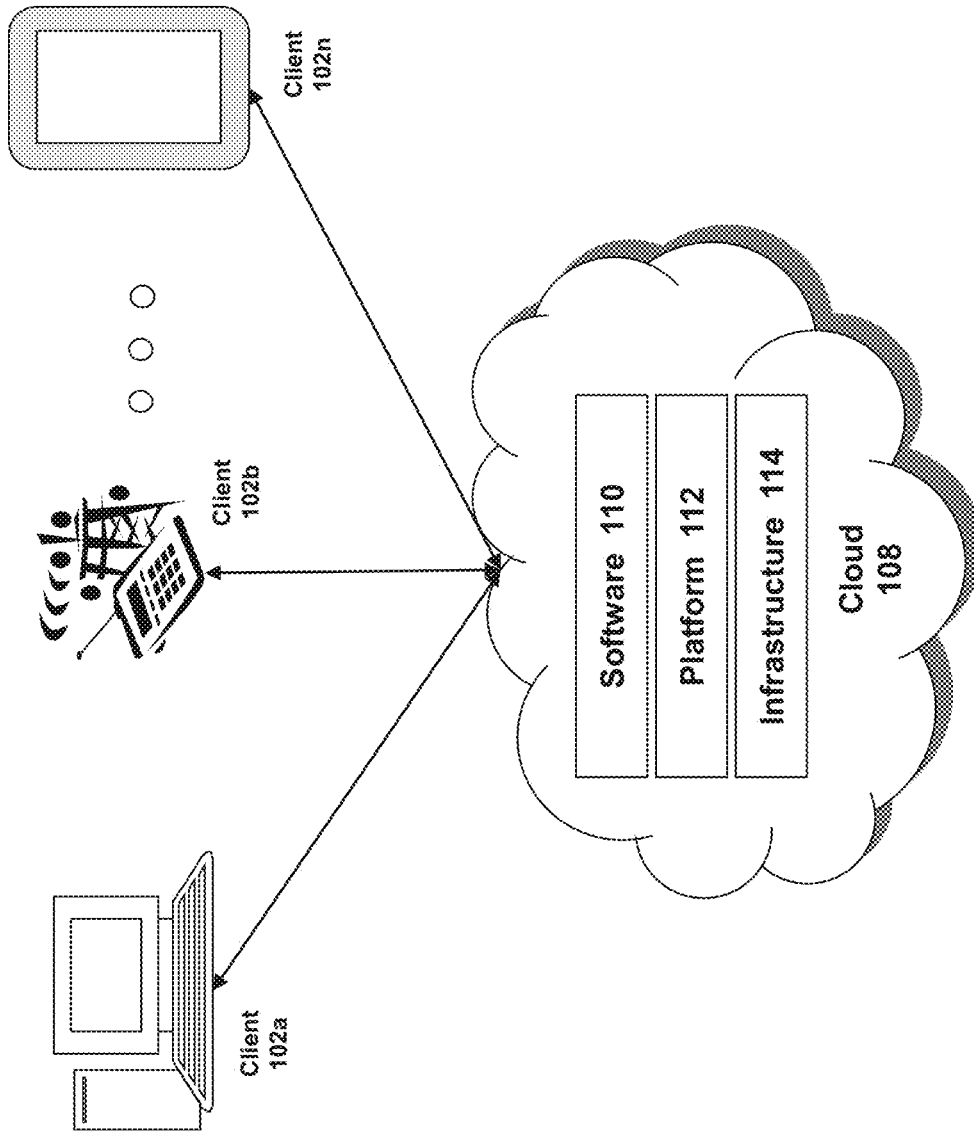 Client
102a
Client
102b
Client
102n
Software 110
Platform 112
Infrastructure 114
Cloud
108